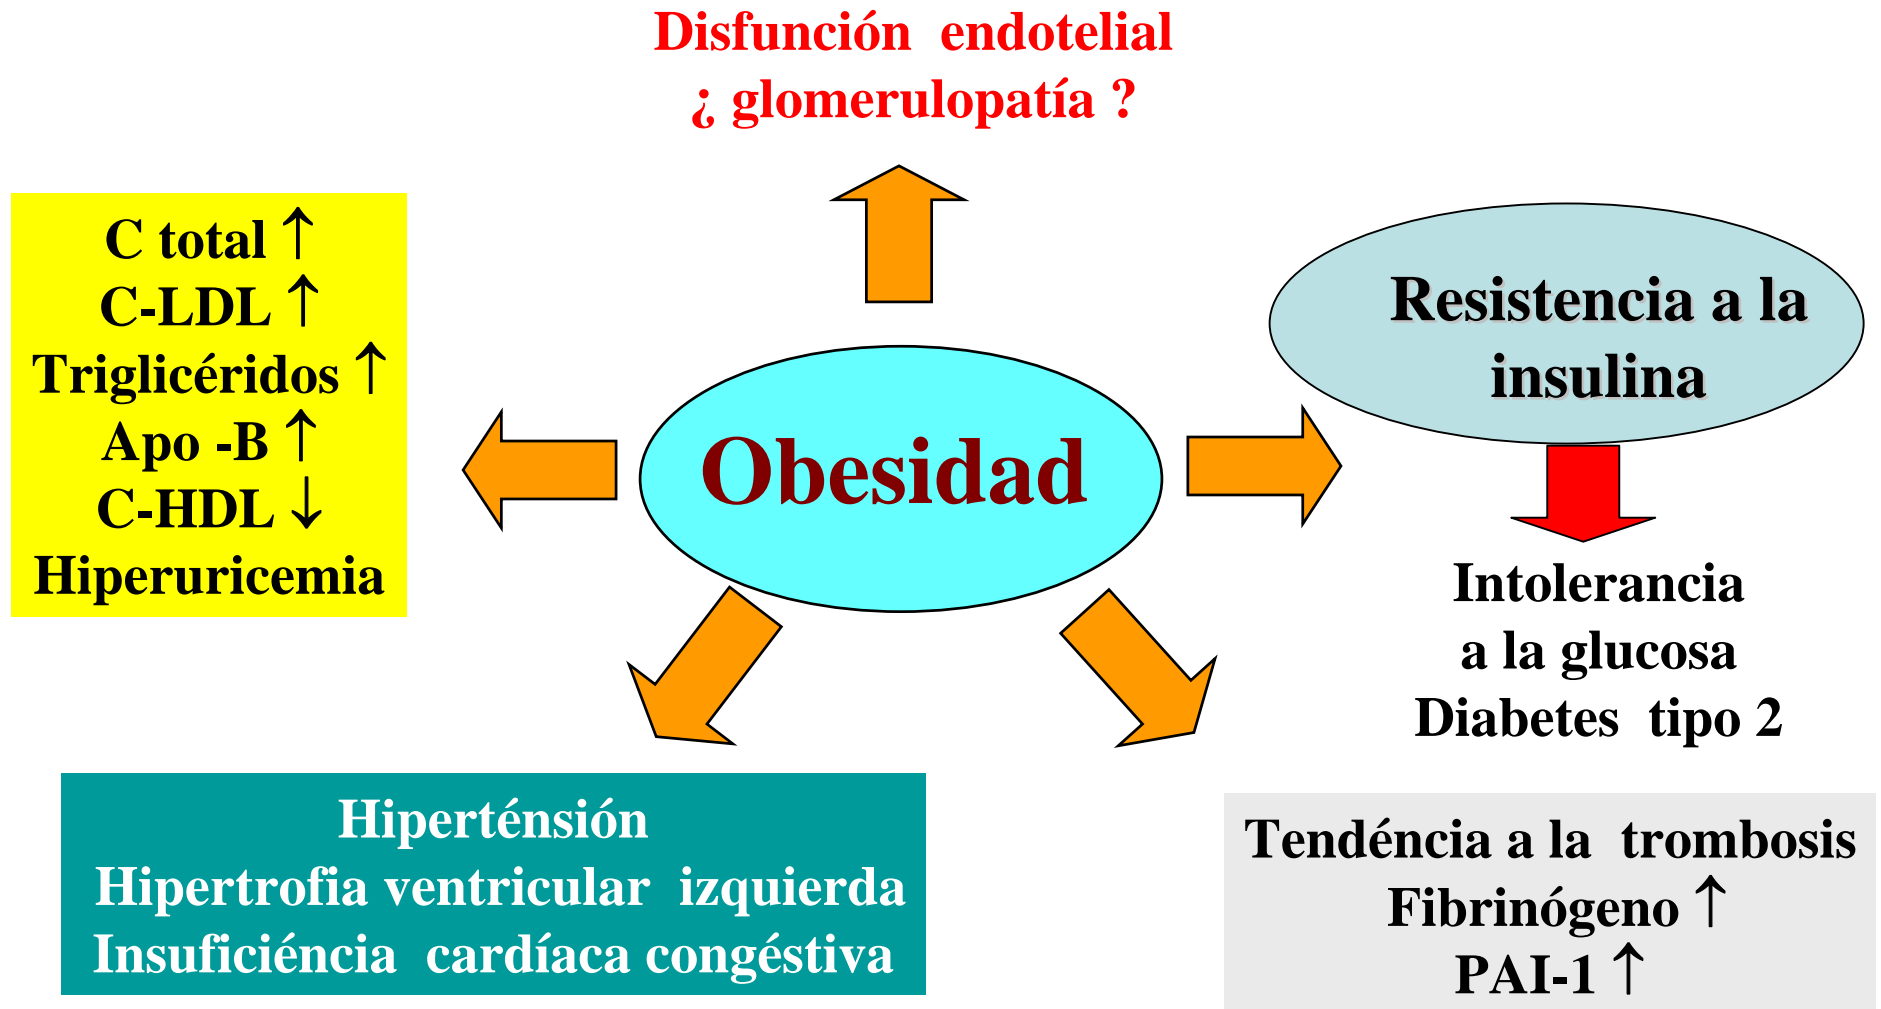 Disfunción endotelial
¿ glomerulopatía ?
C total ↑
C-LDL ↑
Triglicéridos ↑
Apo -B ↑
C-HDL ↓
Hiperuricemia
Obesidad
Resistencia a la
insulina
Intolerancia
a la glucosa
Diabetes tipo 2
Hiperténsión
Hipertrofia ventricular izquierda
Insuficiéncia cardíaca congéstiva
Tendéncia a la trombosis
Fibrinógeno ↑
PAI-1 ↑